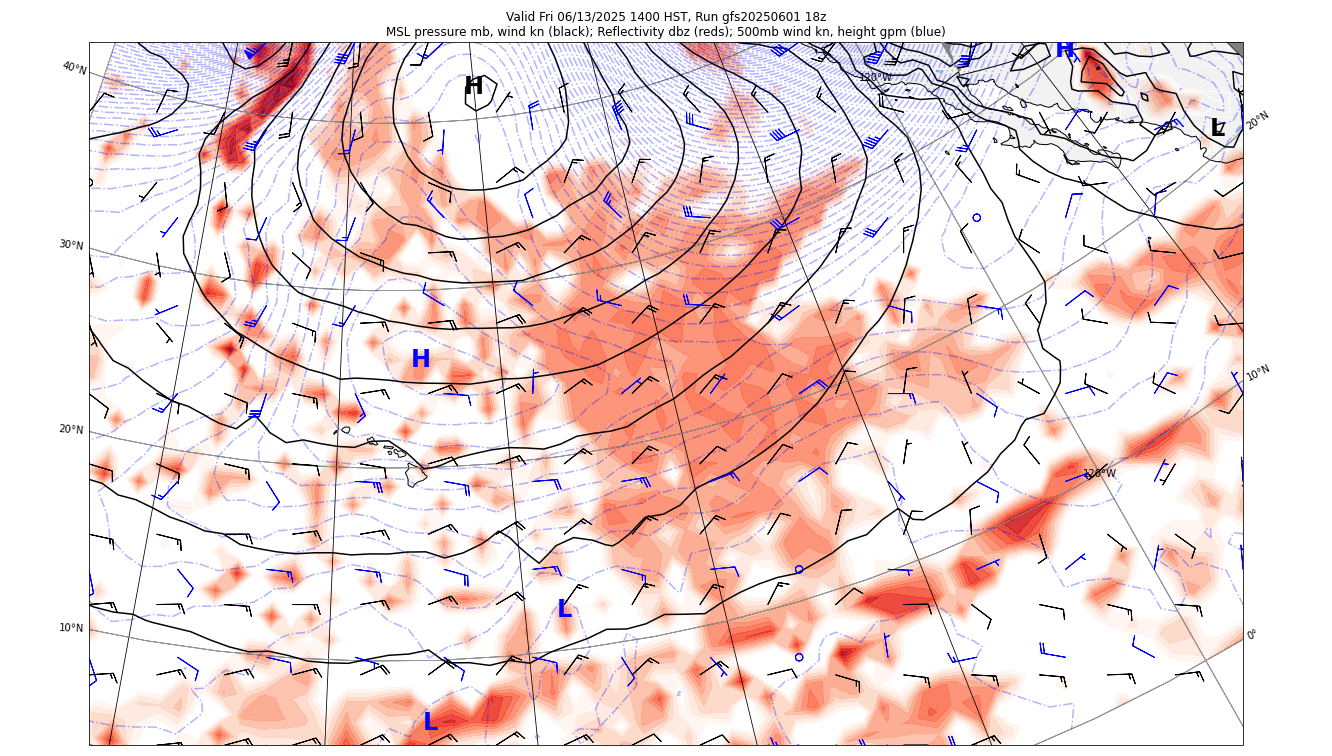 Valid Fri 06/13/2025 1400 HST, Run gfs20250601 18z
MSL pressure mb, wind kn (black); Reflectivity dbz (reds); 500mb wind kn, height gpm (blue)
H
40°N
120°W
H
20°N
L
30°N
H
10°N
20°N
120°W
L
10°N
0°
L